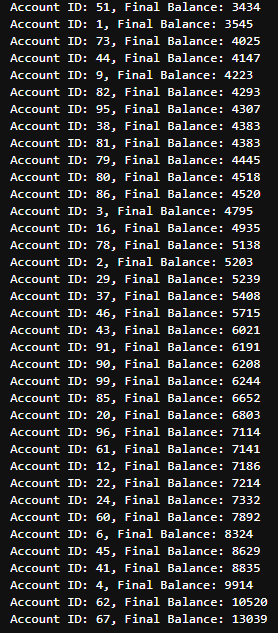 Account ID: 51, Final Balance: 3434
Account ID: 1, Final Balance: 3545
Account ID: 73, Final Balance: 4025
Account ID: 44, Final Balance: 4147
Account ID: 9, Final Balance: 4223
Account ID: 82, Final Balance: 4293
Account ID: 95, Final Balance: 4307
Account ID: 38, Final Balance: 4383
Account ID: 81, Final Balance: 4383
Account ID: 79, Final Balance: 4445
Account ID: 80, Final Balance: 4518
Account ID: 86, Final Balance: 4520
Account ID: 3, Final Balance: 4795
Account ID: 16, Final Balance: 4935
Account ID: 78, Final Balance: 5138
Account ID: 2, Final Balance: 5203
Account ID: 29, Final Balance: 5239
Account ID: 37, Final Balance: 5408
Account ID: 46, Final Balance: 5715
Account ID: 43, Final Balance: 6021
Account ID: 91, Final Balance: 6191
Account ID: 90, Final Balance: 6208
Account ID: 99, Final Balance: 6244
Account ID: 85, Final Balance: 6652
Account ID: 20, Final Balance: 6803
Account ID: 96, Final Balance: 7114
Account ID: 61, Final Balance: 7141
Account ID: 12, Final Balance: 7186
Account ID: 22, Final Balance: 7214
Account ID: 24, Final Balance: 7332
Account ID: 60, Final Balance: 7892
Account ID: 6, Final Balance: 8324
Account ID: 45, Final Balance: 8629
Account ID: 41, Final Balance: 8835
Account ID: 4, Final Balance: 9914
Account ID: 62, Final Balance: 10520
Account ID: 67, Final Balance: 13039